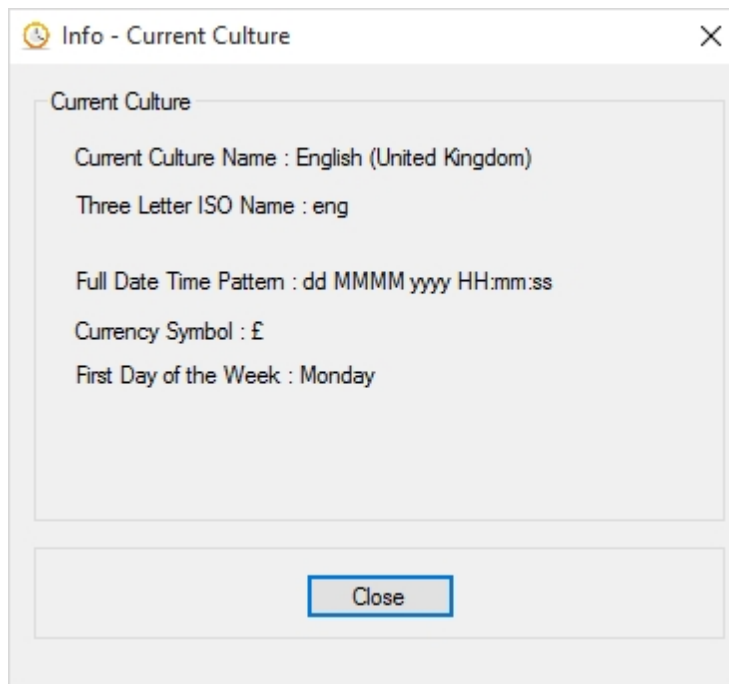 Info - Current Culture
Current Culture
Current Culture Name : English (United Kingdom)
Three Letter ISO Name : eng
Full Date Time Pattern : dd MMMM yyyy HH:mm:ss
Currency Symbol : £
First Day of the Week : Monday
Close